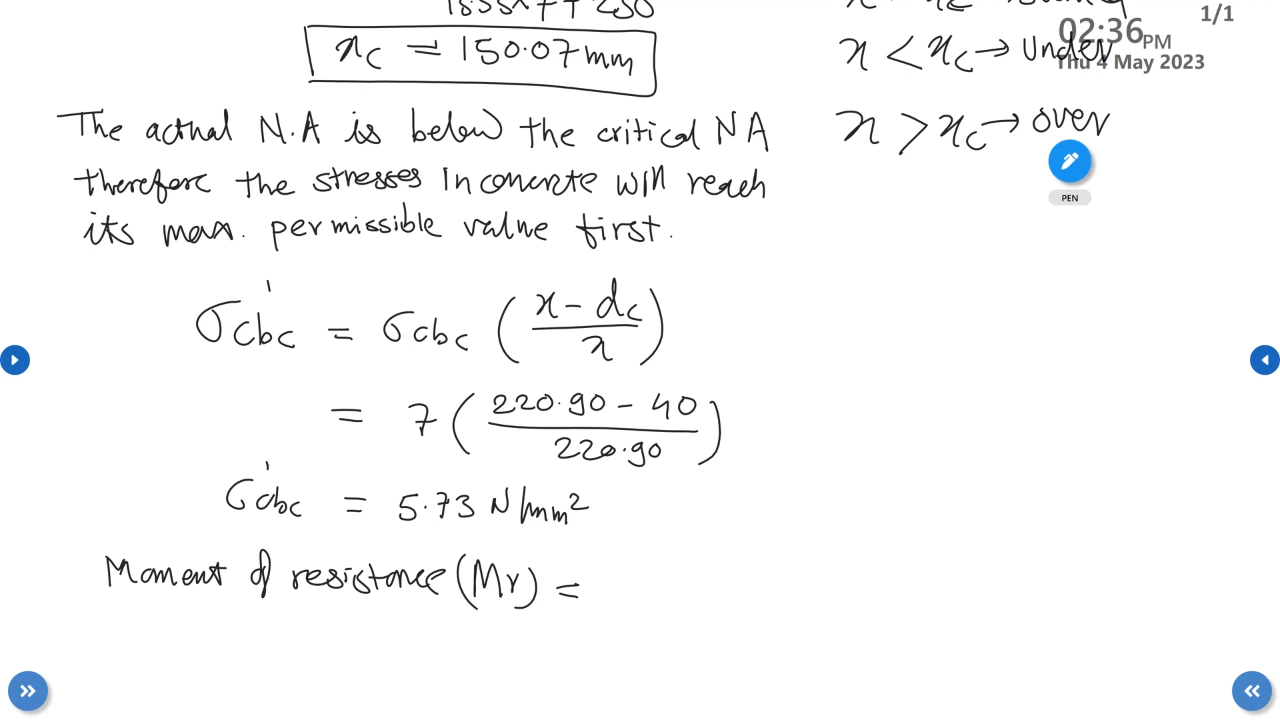 x_c = 150.07 mm
x < x_c → Under
x > x_c → over
1/1
02:36 PM
Thu 4 May 2023
PEN
The actual N.A is below the critical NA
therefore the stresses in concrete will reach
its max. permissible value first.
σ'cbc = σcbc ( (x - dc) / x )
= 7 ( (220.90 - 40) / 220.90 )
σ'cbc = 5.73 N/mm²
Moment of resistance (Mr) =